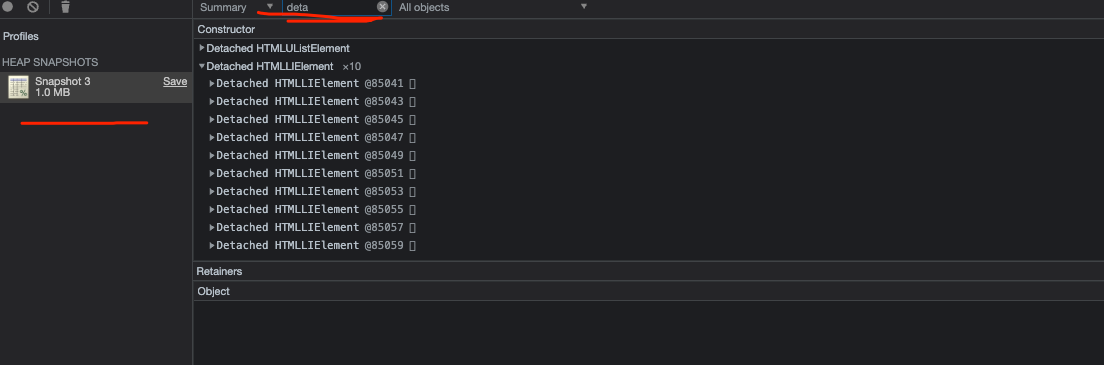 Summary ▼ deta All objects ▼
Profiles
Constructor
▶Detached HTMLUListElement
HEAP SNAPSHOTS
▼Detached HTMLLIElement ×10
Snapshot 3 Save
1.0 MB
▶Detached HTMLLIElement @85041 []
▶Detached HTMLLIElement @85043 []
▶Detached HTMLLIElement @85045 []
▶Detached HTMLLIElement @85047 []
▶Detached HTMLLIElement @85049 []
▶Detached HTMLLIElement @85051 []
▶Detached HTMLLIElement @85053 []
▶Detached HTMLLIElement @85055 []
▶Detached HTMLLIElement @85057 []
▶Detached HTMLLIElement @85059 []
Retainers
Object